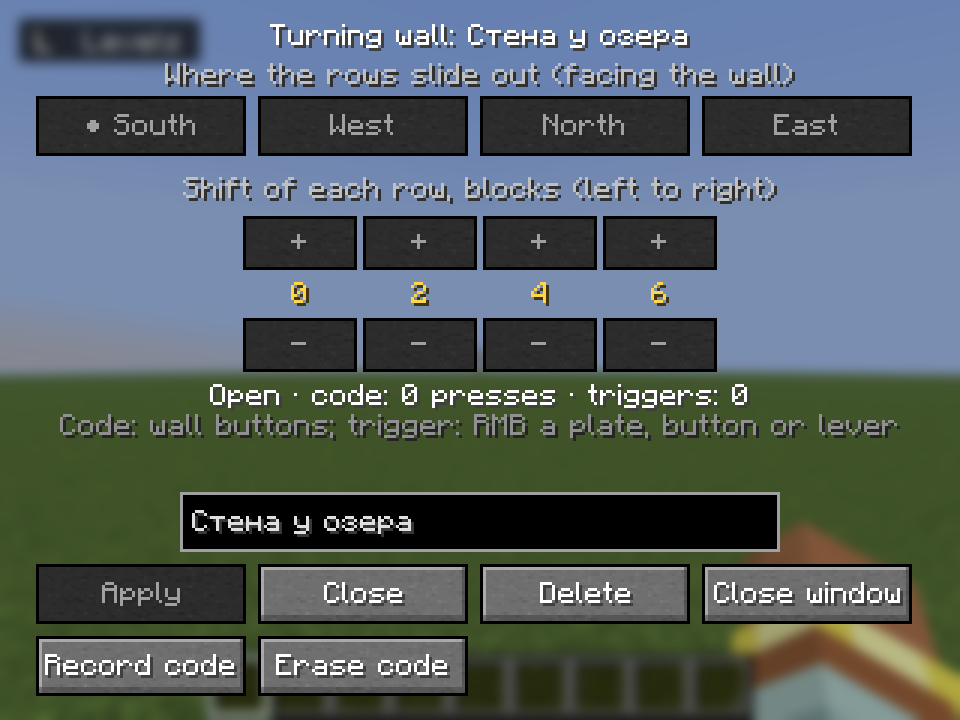 Turning wall: Стена у озера
Where the rows slide out (facing the wall)
• South West North East
Shift of each row, blocks (left to right)
+ + + +
0 2 4 6
- - - -
Open · code: 0 presses · triggers: 0
Code: wall buttons; trigger: RMB a plate, button or lever
Стена у озера
Apply Close Delete Close window
Record code Erase code